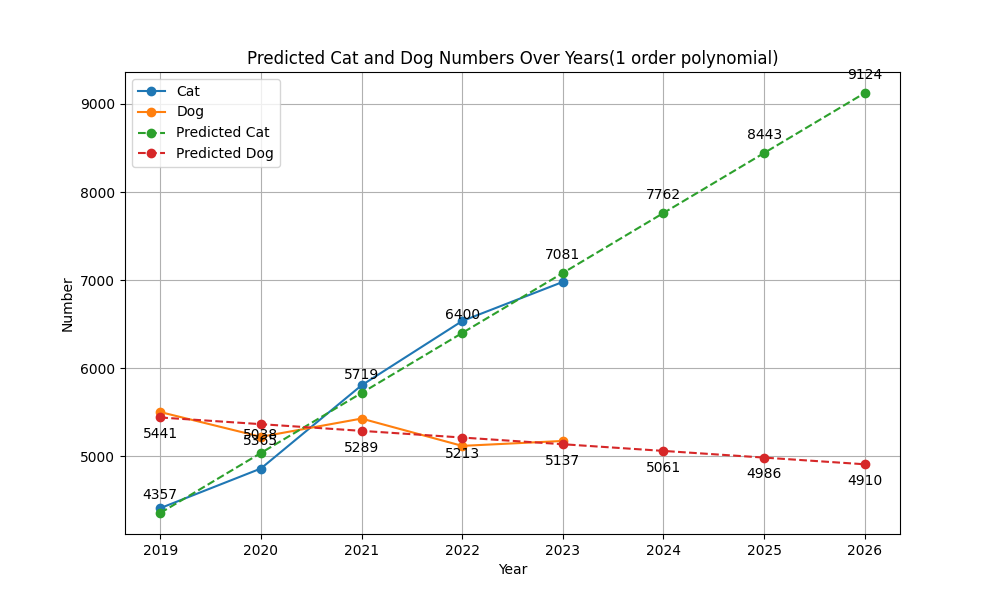 Predicted Cat and Dog Numbers Over Years(1 order polynomial)
Cat
Dog
Predicted Cat
Predicted Dog
Number
9000
8000
7000
6000
5000
4357
5038
5719
6400
7081
7762
8443
9124
5441
5365
5289
5213
5137
5061
4986
4910
2019 2020 2021 2022 2023 2024 2025 2026
Year